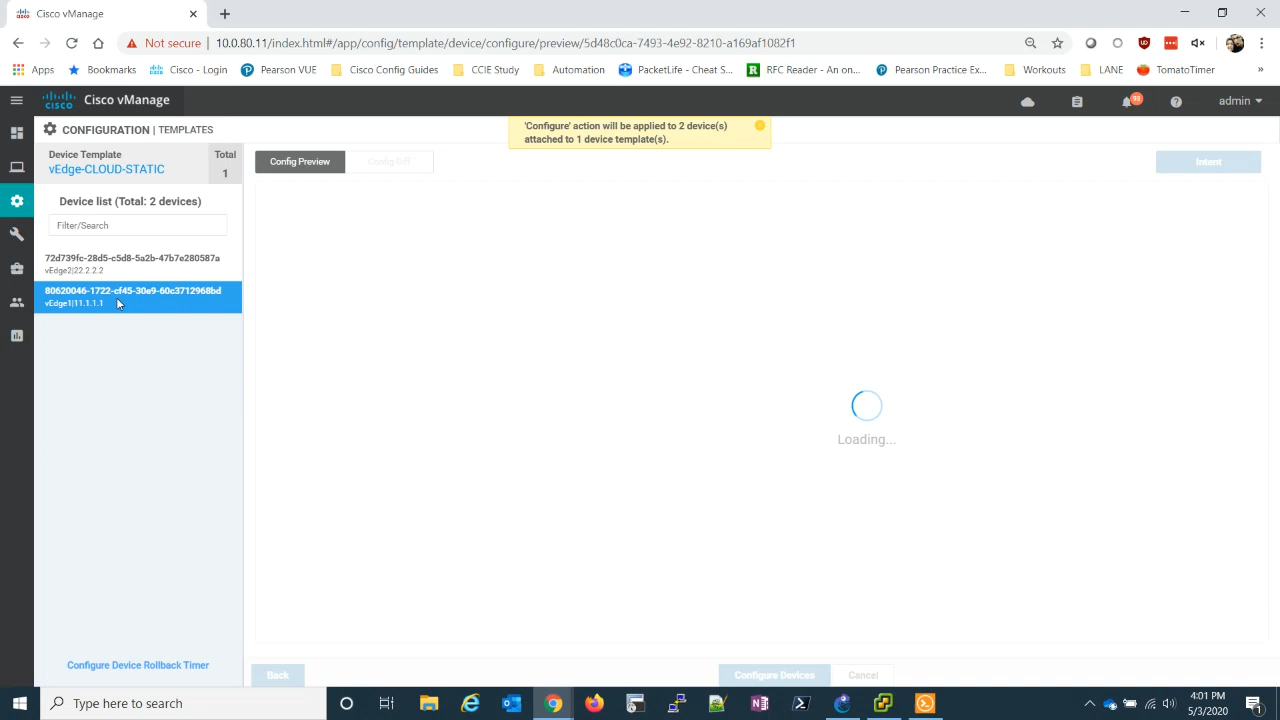 Cisco vManage
Not secure
10.0.80.11/index.html#/app/config/template/device/configure/preview/5d48c0ca-7493-4e92-8210-a169af1082f1
Apps
Bookmarks
Cisco - Login
Pearson VUE
Cisco Config Guides
CCIE Study
Automation
PacketLife - Cheat S...
RFC Reader - An on...
Pearson Practice Ex...
Workouts
LANE
TomatoTimer
»
cisco
Cisco vManage
93
admin
CONFIGURATION | TEMPLATES
'Configure' action will be applied to 2 device(s)
attached to 1 device template(s).
Device Template
Total
vEdge-CLOUD-STATIC
1
Config Preview
Config Diff
Intent
Device list (Total: 2 devices)
Filter/Search
72d739fc-28d5-c5d8-5a2b-47b7e280587a
vEdge2|22.2.2.2
80620046-1722-cf45-30e9-60c3712968bd
vEdge1|11.1.1.1
Loading...
Configure Device Rollback Timer
Back
Configure Devices
Cancel
Type here to search
4:01 PM
5/3/2020
1